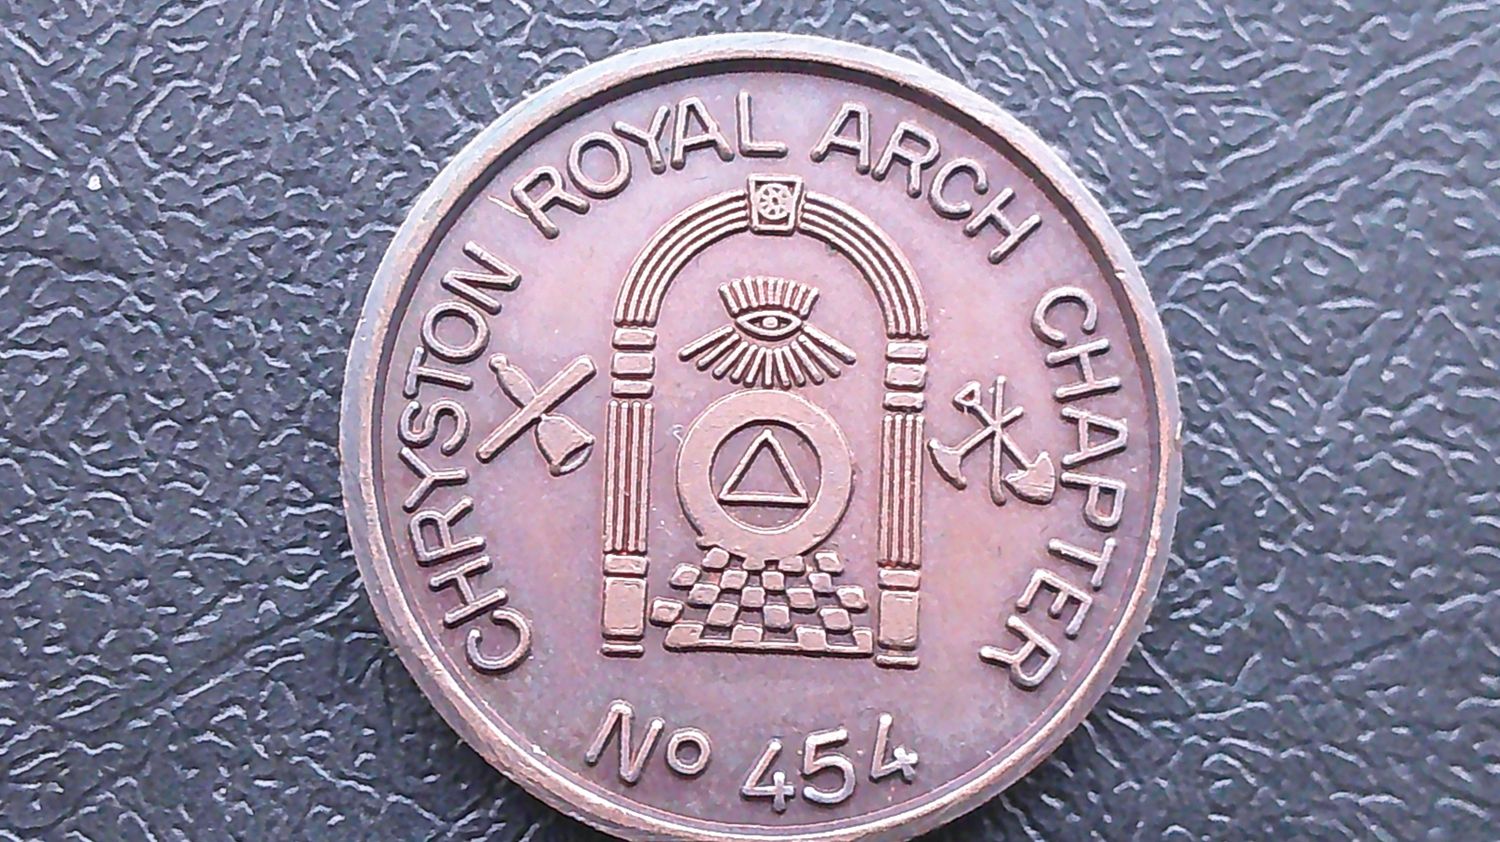 CHRYSTON ROYAL ARCH CHAPTER
No 454